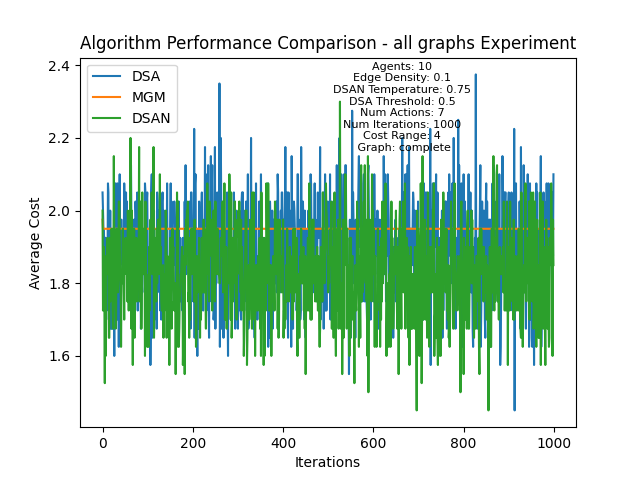 Algorithm Performance Comparison - all graphs Experiment
DSA
MGM
DSAN
Agents: 10
Edge Density: 0.1
DSAN Temperature: 0.75
DSA Threshold: 0.5
Num Actions: 7
Num Iterations: 1000
Cost Range: 4
Graph: complete
Average Cost
2.4
2.2
2.0
1.8
1.6
0
200
400
600
800
1000
Iterations